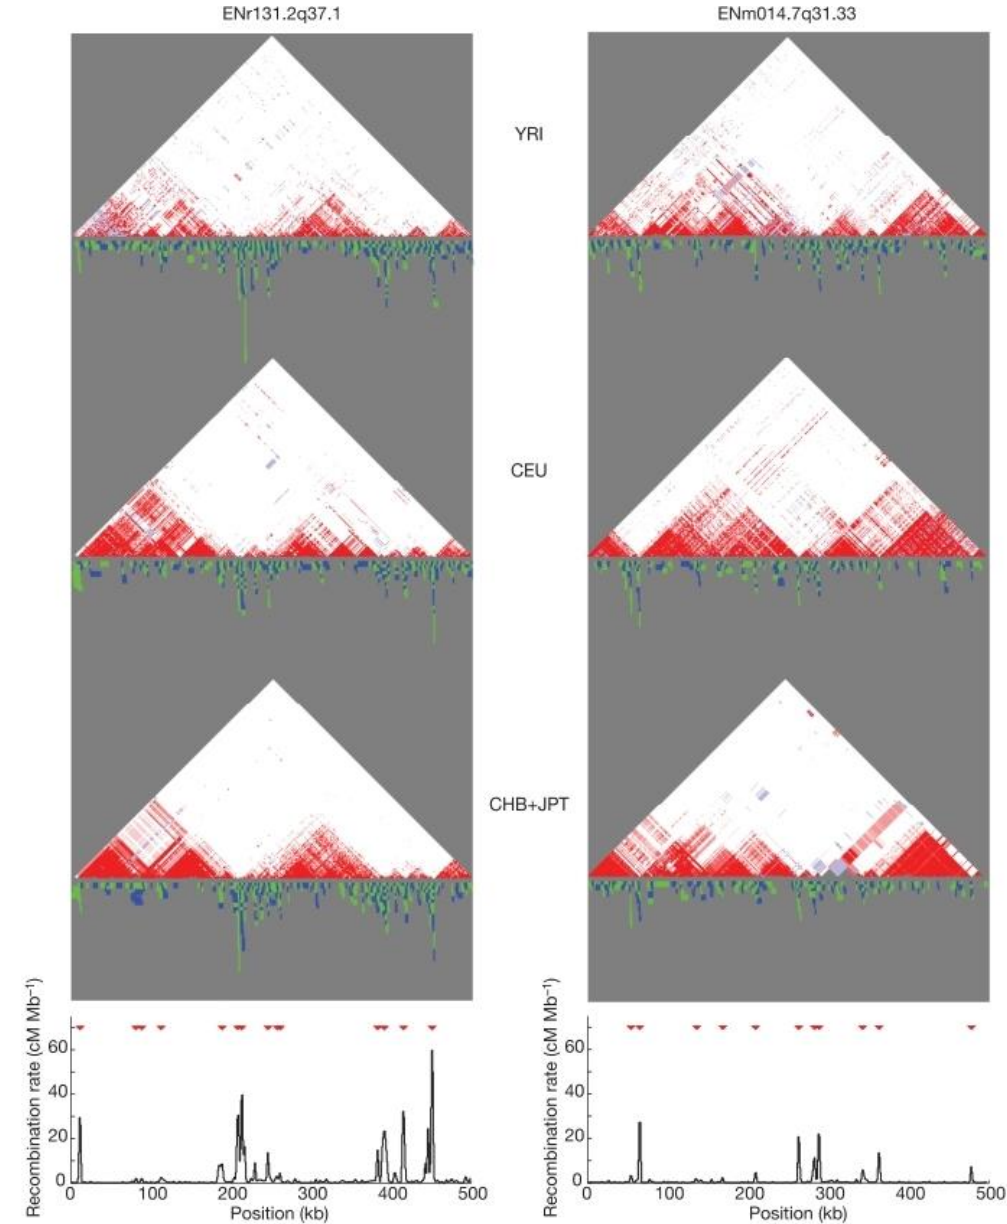 ENr131.2q37.1
ENm014.7q31.33
YRI
CEU
CHB+JPT
Recombination rate (cM Mb⁻¹)
60
40
20
0
0 100 200 300 400 500
Position (kb)
Recombination rate (cM Mb⁻¹)
60
40
20
0
0 100 200 300 400 500
Position (kb)